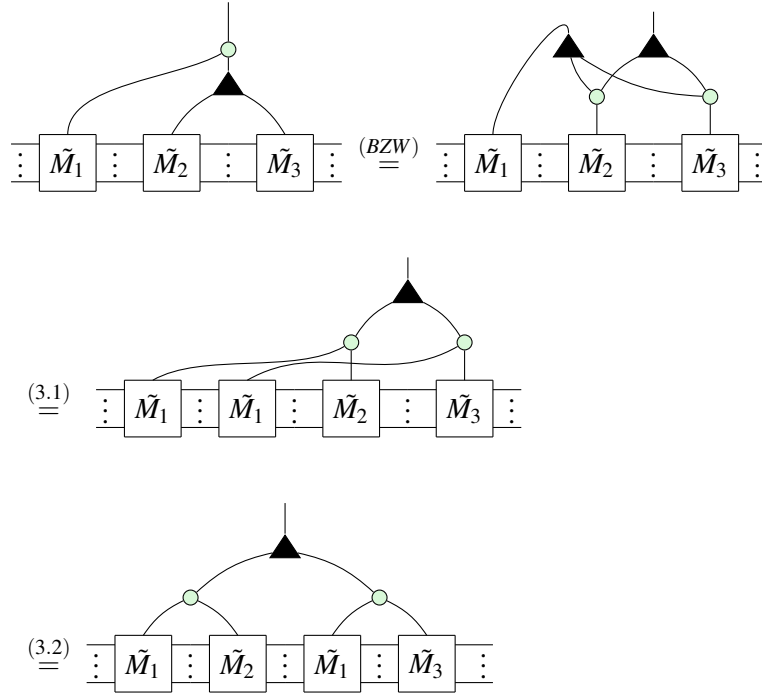 M̃₁ M̃₂ M̃₃ (BZW) = M̃₁ M̃₂ M̃₃
(3.1) = M̃₁ M̃₁ M̃₂ M̃₃
(3.2) = M̃₁ M̃₂ M̃₁ M̃₃